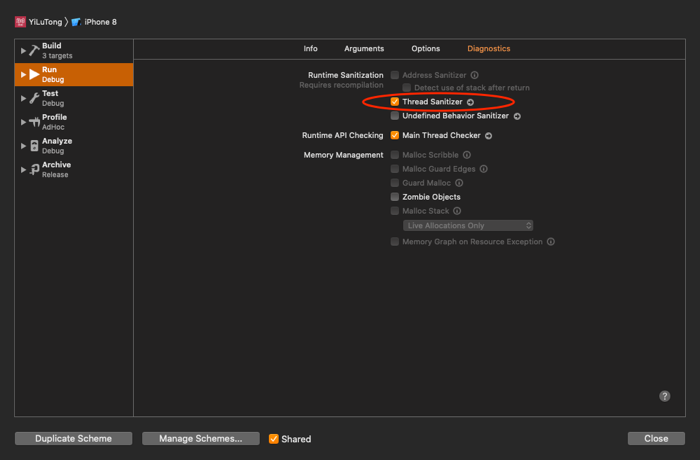 YiLuTong 〉 iPhone 8
Build
3 targets
Run
Debug
Test
Debug
Profile
AdHoc
Analyze
Debug
Archive
Release
Info Arguments Options Diagnostics
Runtime Sanitization Address Sanitizer
Requires recompilation Detect use of stack after return
Thread Sanitizer
Undefined Behavior Sanitizer
Runtime API Checking Main Thread Checker
Memory Management Malloc Scribble
Malloc Guard Edges
Guard Malloc
Zombie Objects
Malloc Stack
Live Allocations Only
Memory Graph on Resource Exception
?
Duplicate Scheme Manage Schemes... Shared Close